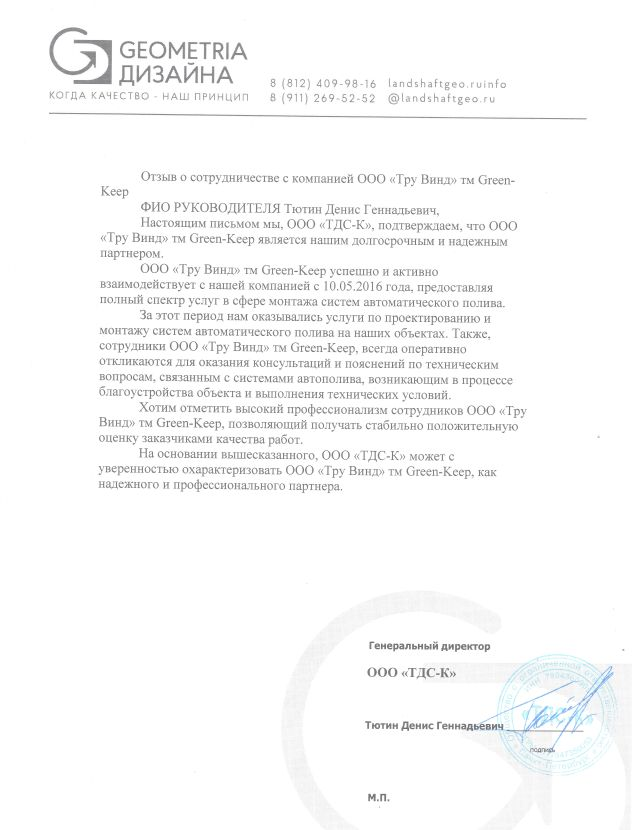 GEOMETRIA
ДИЗАЙНА
КОГДА КАЧЕСТВО - НАШ ПРИНЦИП
8 (812) 409-98-16 landshaftgeo.ruinfo
8 (911) 269-52-52 @landshaftgeo.ru
Отзыв о сотрудничестве с компанией ООО «Тру Винд» тм Green-
Keep
ФИО РУКОВОДИТЕЛЯ Тютин Денис Геннадьевич,
Настоящим письмом мы, ООО «ТДС-К», подтверждаем, что ООО
«Тру Винд» тм Green-Keep является нашим долгосрочным и надежным
партнером.
ООО «Тру Винд» тм Green-Keep успешно и активно
взаимодействует с нашей компанией с 10.05.2016 года, предоставляя
полный спектр услуг в сфере монтажа систем автоматического полива.
За этот период нам оказывались услуги по проектированию и
монтажу систем автоматического полива на наших объектах. Также,
сотрудники ООО «Тру Винд» тм Green-Keep, всегда оперативно
откликаются для оказания консультаций и пояснений по техническим
вопросам, связанным с системами автополива, возникающим в процессе
благоустройства объекта и выполнения технических условий.
Хотим отметить высокий профессионализм сотрудников ООО «Тру
Винд» тм Green-Keep, позволяющий получать стабильно положительную
оценку заказчиками качества работ.
На основании вышесказанного, ООО «ТДС-К» может с
уверенностью охарактеризовать ООО «Тру Винд» тм Green-Keep, как
надежного и профессионального партнера.
Генеральный директор
ООО «ТДС-К»
Тютин Денис Геннадьевич
подпись
М.П.